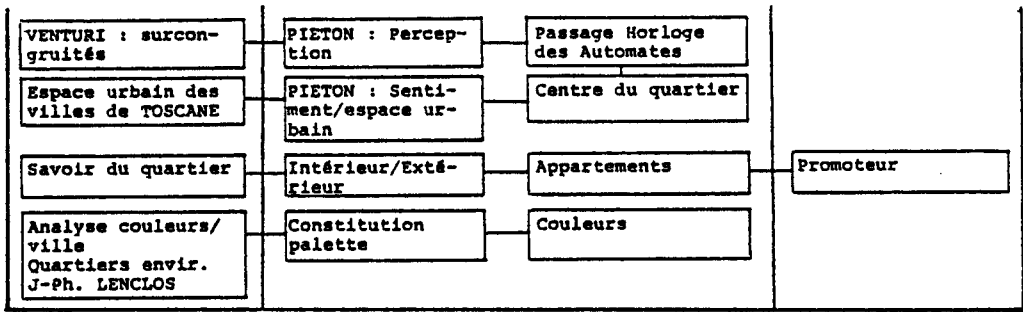 VENTURI : surcon-
gruités
PIETON : Percep-
tion
Passage Horloge
des Automates
Espace urbain des
villes de TOSCANE
PIETON : Senti-
ment/espace ur-
bain
Centre du quartier
Savoir du quartier
Intérieur/Exté-
rieur
Appartements
Promoteur
Analyse couleurs/
ville
Quartiers envir.
J-Ph. LENCLOS
Constitution
palette
Couleurs